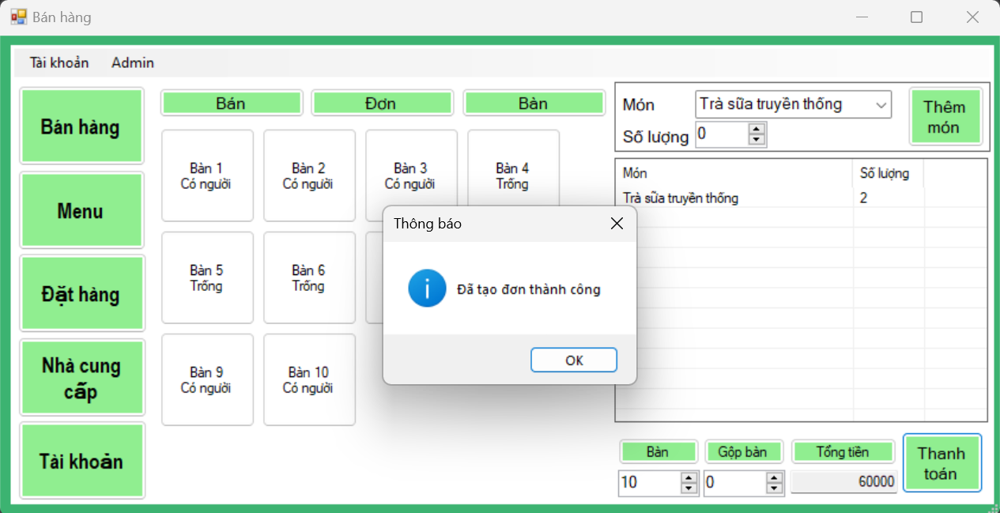 Bán hàng
Tài khoản Admin
Bán hàng
Menu
Đặt hàng
Nhà cung
cấp
Tài khoản
Bán Đơn Bàn
Bàn 1
Có người
Bàn 2
Có người
Bàn 3
Có người
Bàn 4
Trống
Bàn 5
Trống
Bàn 6
Trống
Bàn 9
Có người
Bàn 10
Có người
Món Trà sữa truyền thống
Số lượng 0
Thêm
món
Món Số lượng
Trà sữa truyền thống 2
Thông báo
Đã tạo đơn thành công
OK
Bàn Gộp bàn Tổng tiền
10 0 60000
Thanh
toán